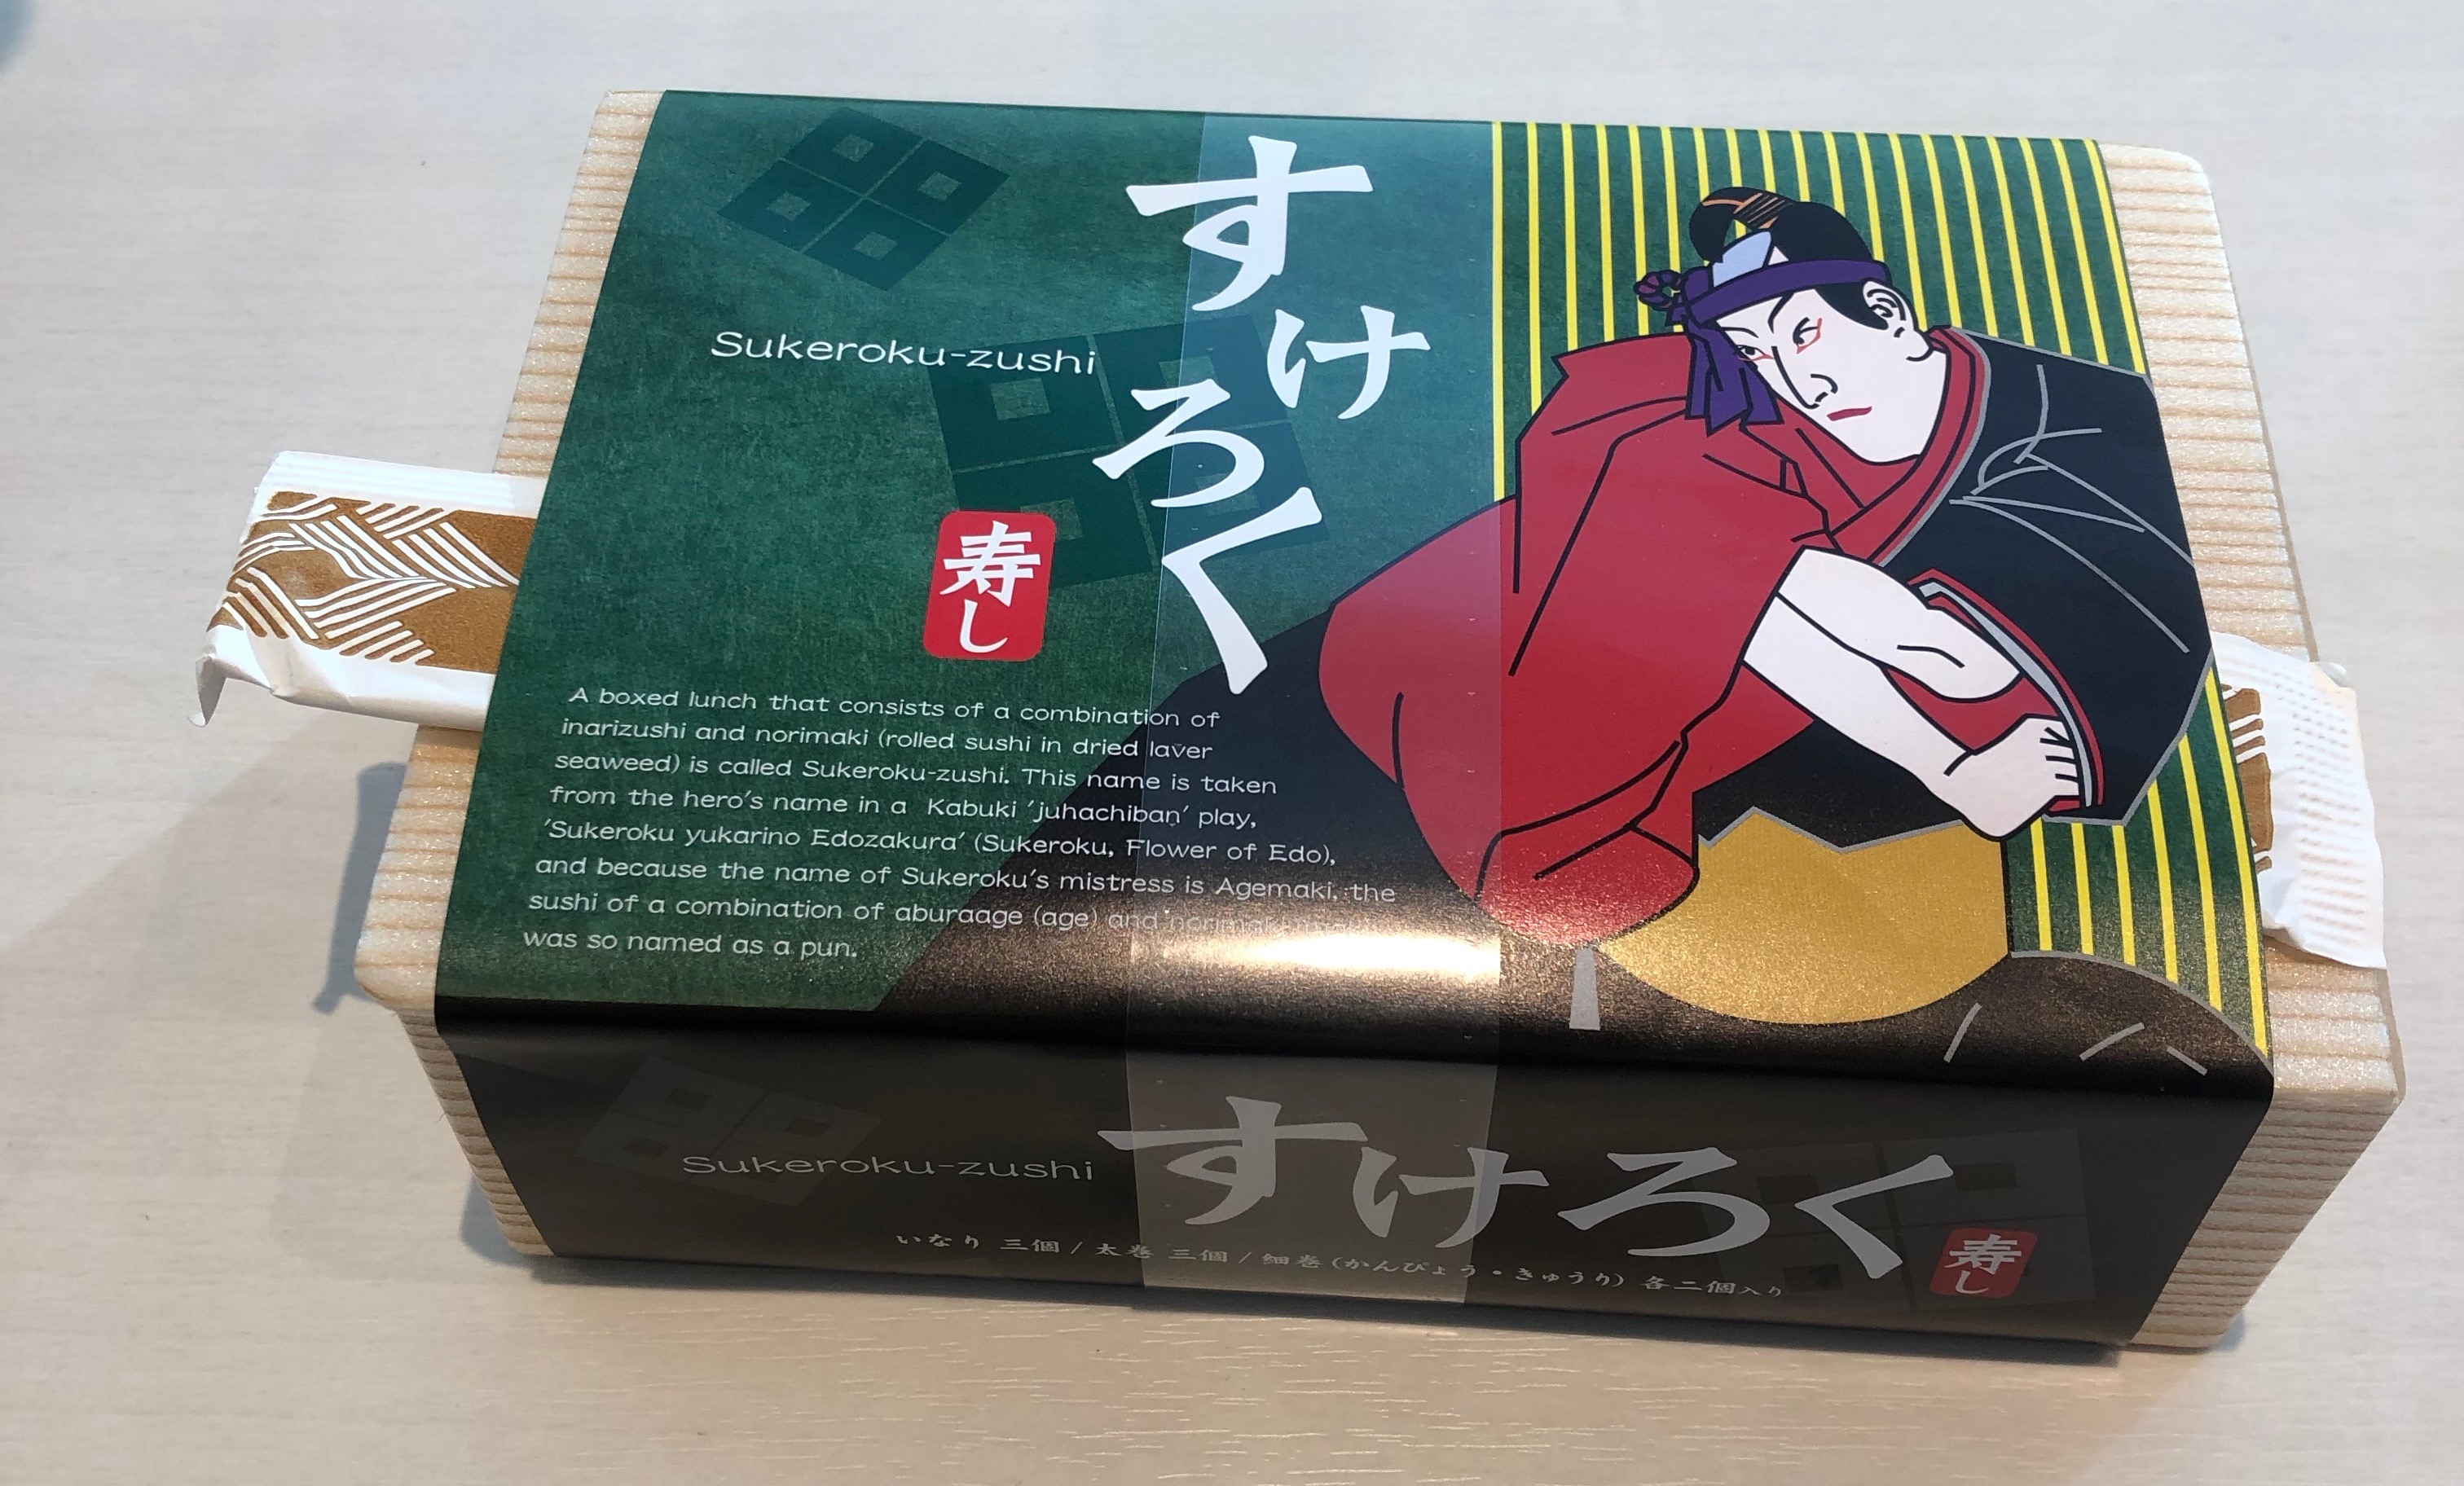 すけろく
Sukeroku-zushi
寿し
A boxed lunch that consists of a combination of
inarizushi and norimaki (rolled sushi in dried laver
seaweed) is called Sukeroku-zushi. This name is taken
from the hero's name in a Kabuki 'juhachiban' play,
'Sukeroku yukarino Edozakura' (Sukeroku, Flower of Edo),
and because the name of Sukeroku's mistress is Agemaki, the
sushi of a combination of aburaage (age) and norimaki
was so named as a pun.
Sukeroku-zushi
すけろく
寿し
いなり 三個 / 太巻 三個 / 細巻(かんぴょう・きゅうり) 各二個入り